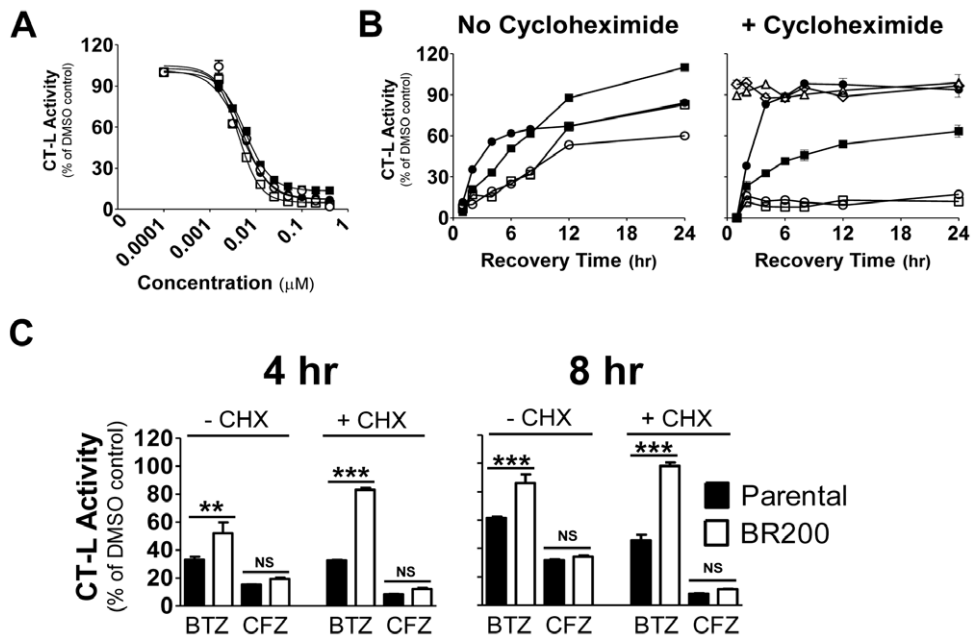 A
CT-L Activity
(% of DMSO control)
120
90
60
30
0
0
0.0001
0.001
0.01
0.1
1
Concentration (μM)
B
No Cycloheximide
+ Cycloheximide
CT-L Activity
(% of DMSO control)
120
90
60
30
0
0
6
12
18
24
0
6
12
18
24
Recovery Time (hr)
Recovery Time (hr)
C
4 hr
8 hr
- CHX
+ CHX
- CHX
+ CHX
CT-L Activity
(% of DMSO control)
120
100
80
60
40
20
0
**
NS
***
NS
***
NS
***
NS
Parental
BR200
BTZ CFZ BTZ CFZ
BTZ CFZ BTZ CFZ